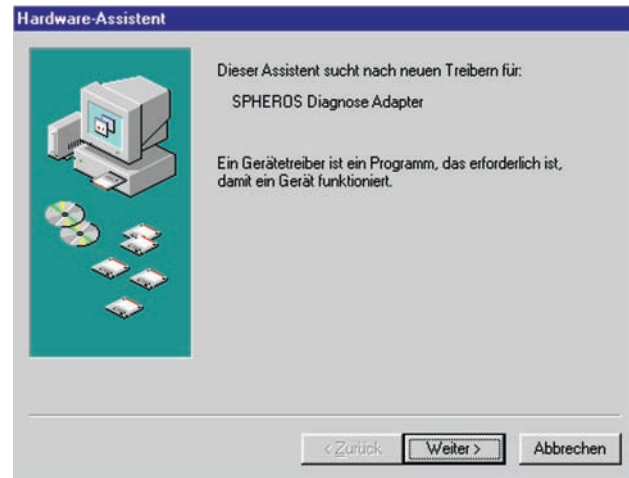 Hardware-Assistent
Dieser Assistent sucht nach neuen Treibern für:
SPHEROS Diagnose Adapter
Ein Gerätetreiber ist ein Programm, das erforderlich ist,
damit ein Gerät funktioniert.
< Zurück Weiter > Abbrechen